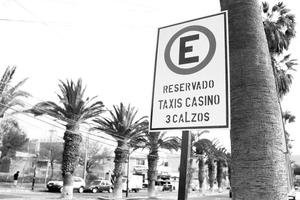 E
RESERVADO
TAXIS CASINO
3 CALZOS